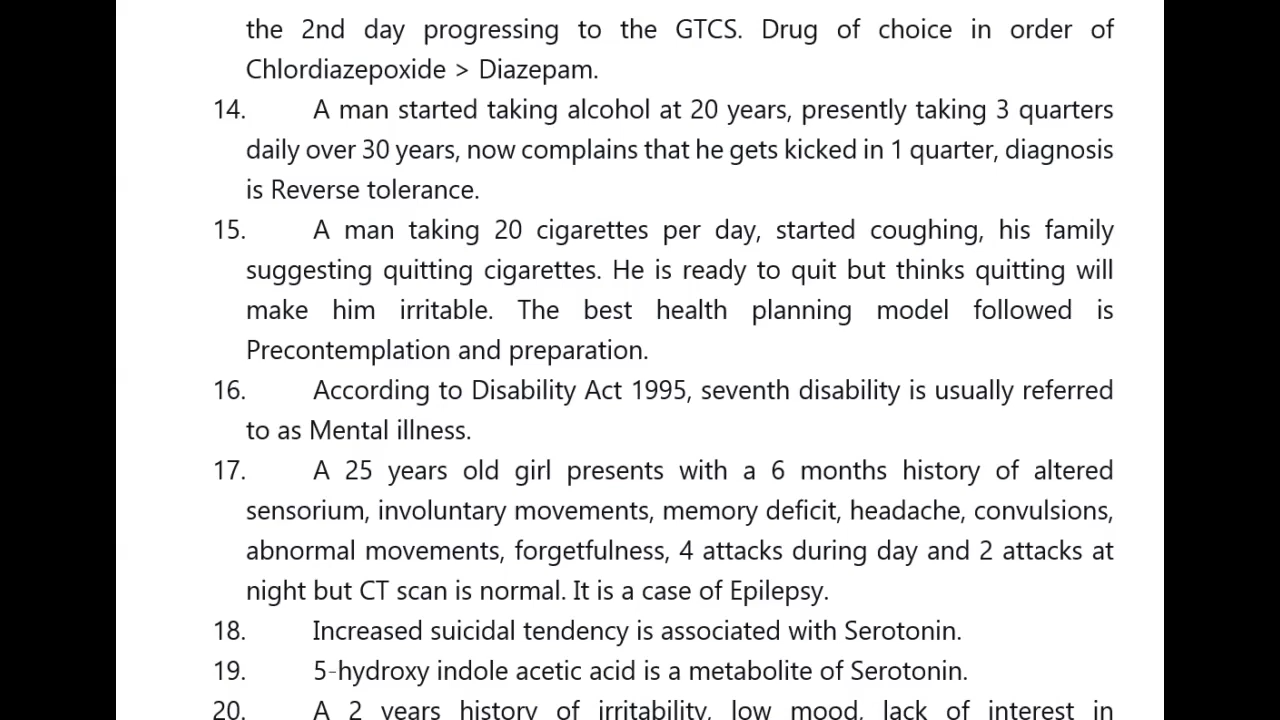 the 2nd day progressing to the GTCS. Drug of choice in order of
Chlordiazepoxide > Diazepam.
14. A man started taking alcohol at 20 years, presently taking 3 quarters
daily over 30 years, now complains that he gets kicked in 1 quarter, diagnosis
is Reverse tolerance.
15. A man taking 20 cigarettes per day, started coughing, his family
suggesting quitting cigarettes. He is ready to quit but thinks quitting will
make him irritable. The best health planning model followed is
Precontemplation and preparation.
16. According to Disability Act 1995, seventh disability is usually referred
to as Mental illness.
17. A 25 years old girl presents with a 6 months history of altered
sensorium, involuntary movements, memory deficit, headache, convulsions,
abnormal movements, forgetfulness, 4 attacks during day and 2 attacks at
night but CT scan is normal. It is a case of Epilepsy.
18. Increased suicidal tendency is associated with Serotonin.
19. 5-hydroxy indole acetic acid is a metabolite of Serotonin.
20. A 2 years history of irritability, low mood, lack of interest in